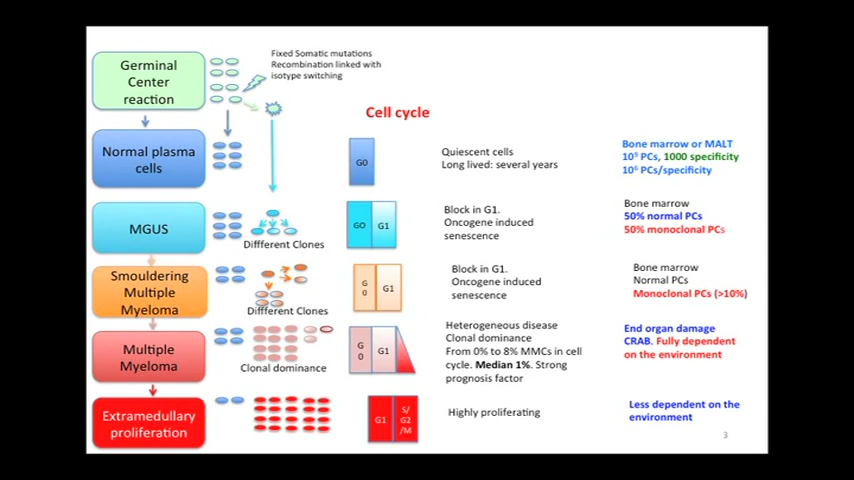 Germinal
Center
reaction
Fixed Somatic mutations
Recombination linked with
isotype switching
Cell cycle
Normal plasma
cells
G0
Quiescent cells
Long lived: several years
Bone marrow or MALT
10⁹ PCs, 1000 specificity
10⁶ PCs/specificity
MGUS
Diffferent Clones
G0
G1
Block in G1.
Oncogene induced
senescence
Bone marrow
50% normal PCs
50% monoclonal PCs
Smouldering
Multiple
Myeloma
Different Clones
G
0
G1
Block in G1.
Oncogene induced
senescence
Bone marrow
Normal PCs
Monoclonal PCs (>10%)
Multiple
Myeloma
Clonal dominance
G
0
G1
Heterogeneous disease
Clonal dominance
From 0% to 8% MMCs in cell
cycle. Median 1%. Strong
prognosis factor
End organ damage
CRAB. Fully dependent
on the environment
Extramedullary
proliferation
G1
S/
G2
/M
Highly proliferating
Less dependent on the
environment
3